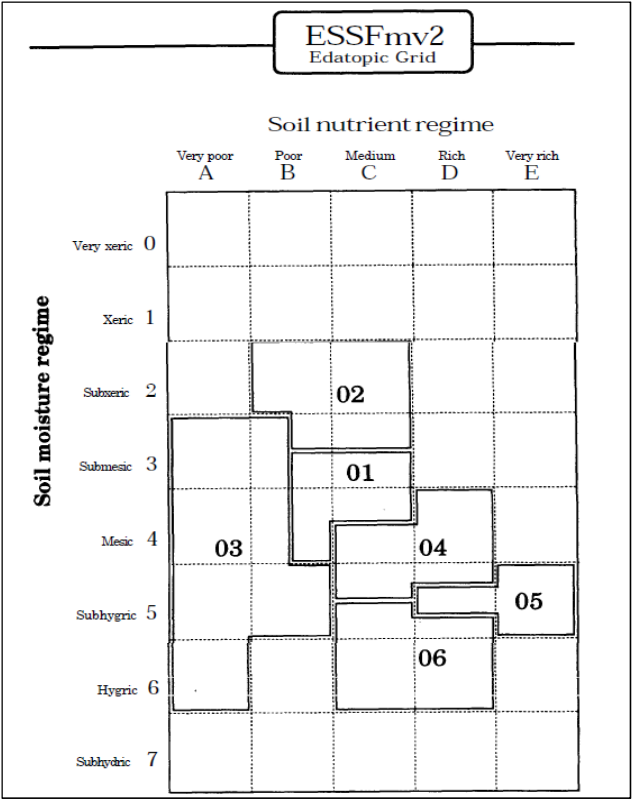 ESSFmv2
Edatopic Grid
Soil nutrient regime
Very poor Poor Medium Rich Very rich
A B C D E
Soil moisture regime
Very xeric 0
Xeric 1
Subxeric 2
02
Submesic 3
01
Mesic 4
03
04
Subhygric 5
05
06
Hygric 6
Subhydric 7